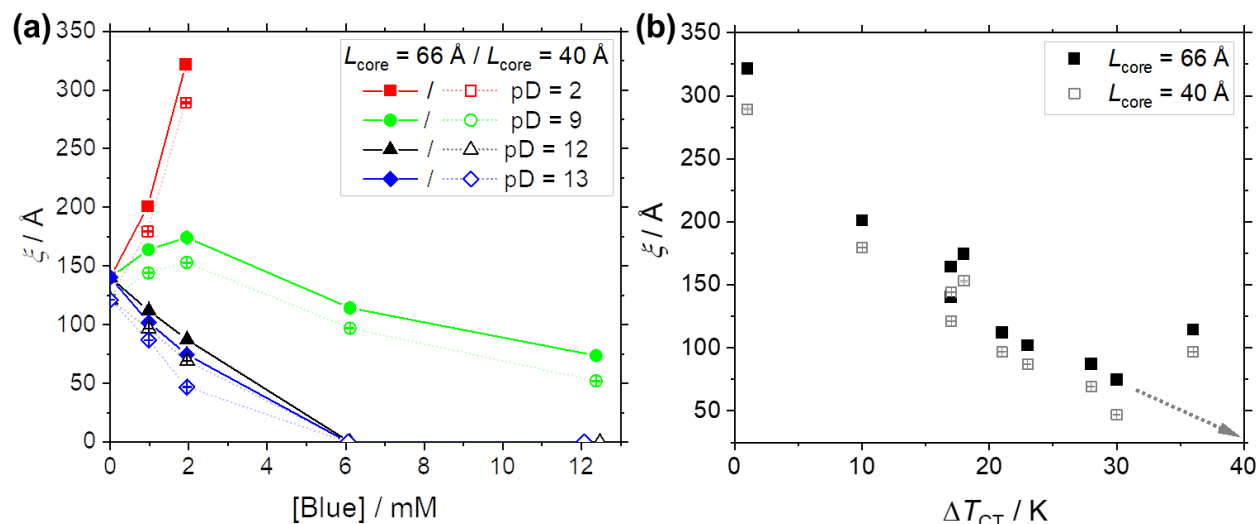 (a)
350
300
250
200
150
100
50
0
ξ / Å
0
2
4
6
8
10
12
[Blue] / mM
L_core = 66 Å / L_core = 40 Å
/ pD = 2
/ pD = 9
/ pD = 12
/ pD = 13
(b)
350
300
250
200
150
100
50
ξ / Å
0
10
20
30
40
ΔT_CT / K
L_core = 66 Å
L_core = 40 Å